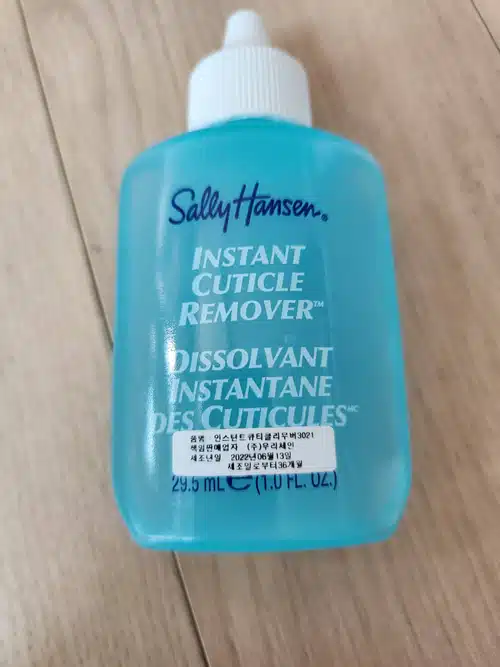 Sally Hansen®
INSTANT
CUTICLE
REMOVER™
DISSOLVANT
INSTANTANE
DES CUTICULES MC
품명 인스턴트큐티클리무버3021
책임판매업자 (주)우리쎄인
제조년일 2022년06월13일
제조일로부터36개월
29.5 mL ℮ (1.0 FL. OZ.)